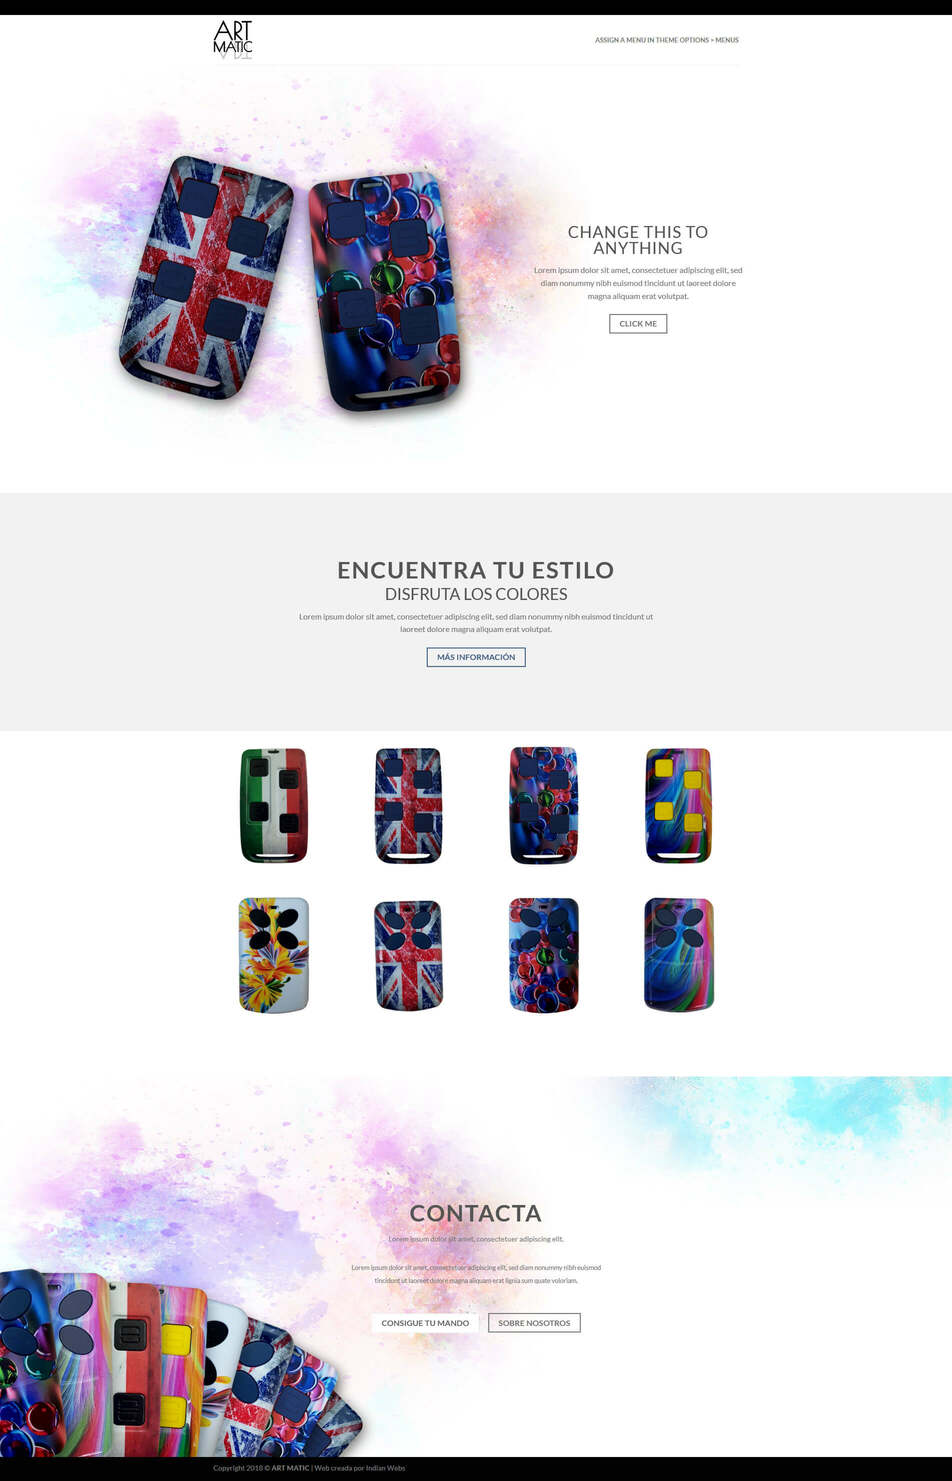 ART
MATIC
ASSIGN A MENU IN THEME OPTIONS > MENUS
CHANGE THIS TO
ANYTHING
Lorem ipsum dolor sit amet, consectetuer adipiscing elit, sed
diam nonummy nibh euismod tincidunt ut laoreet dolore
magna aliquam erat volutpat.
CLICK ME
ENCUENTRA TU ESTILO
DISFRUTA LOS COLORES
Lorem ipsum dolor sit amet, consectetuer adipiscing elit, sed diam nonummy nibh euismod tincidunt ut
laoreet dolore magna aliquam erat volutpat.
MÁS INFORMACIÓN
CONTACTA
Lorem ipsum dolor sit amet, consectetuer adipiscing elit.
Lorem ipsum dolor sit amet, consectetuer adipiscing elit, sed diam nonummy nibh euismod
tincidunt ut laoreet dolore magna aliquam erat lignia sum quate volorlam.
CONSIGUE TU MANDO
SOBRE NOSOTROS
Copyright 2018 © ART MATIC | Web creada por Indian Webs